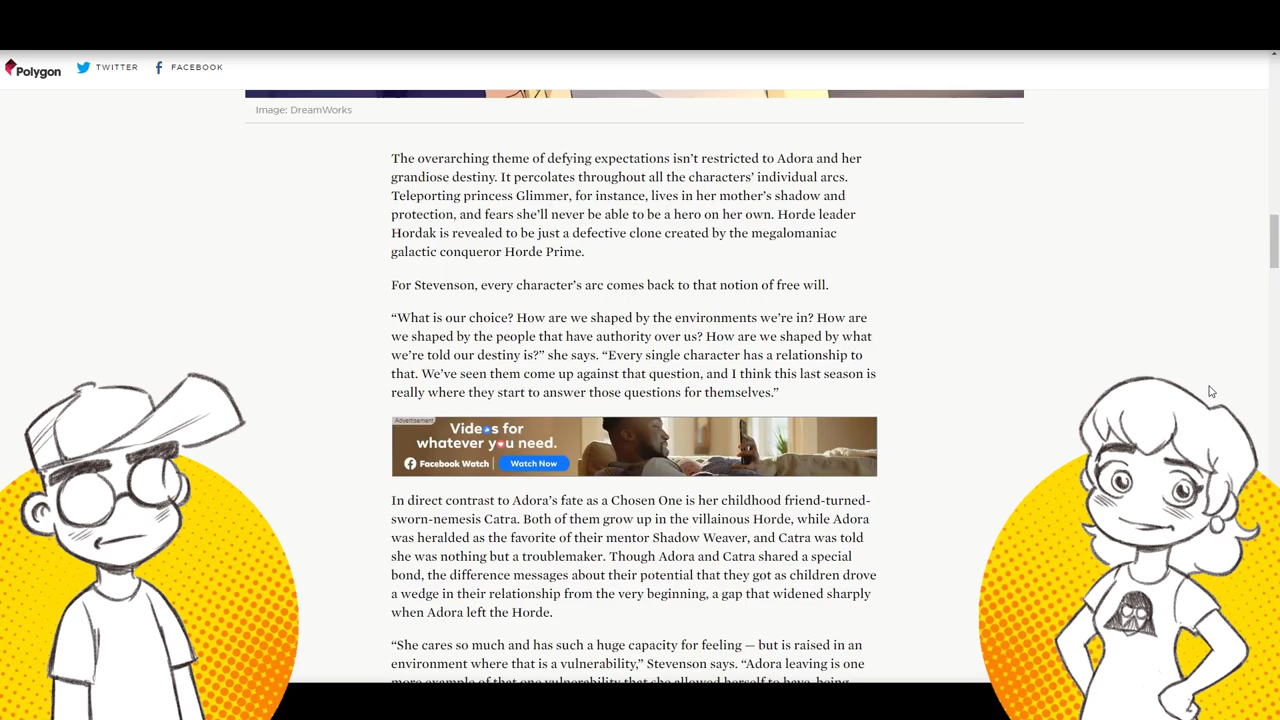 Polygon TWITTER FACEBOOK
Image: DreamWorks
The overarching theme of defying expectations isn’t restricted to Adora and her
grandiose destiny. It percolates throughout all the characters’ individual arcs.
Teleporting princess Glimmer, for instance, lives in her mother’s shadow and
protection, and fears she’ll never be able to be a hero on her own. Horde leader
Hordak is revealed to be just a defective clone created by the megalomaniac
galactic conqueror Horde Prime.
For Stevenson, every character’s arc comes back to that notion of free will.
“What is our choice? How are we shaped by the environments we’re in? How are
we shaped by the people that have authority over us? How are we shaped by what
we’re told our destiny is?” she says. “Every single character has a relationship to
that. We’ve seen them come up against that question, and I think this last season is
really where they start to answer those questions for themselves.”
Advertisement
Videos for
whatever you need.
Facebook Watch Watch Now
In direct contrast to Adora’s fate as a Chosen One is her childhood friend-turned-
sworn-nemesis Catra. Both of them grow up in the villainous Horde, while Adora
was heralded as the favorite of their mentor Shadow Weaver, and Catra was told
she was nothing but a troublemaker. Though Adora and Catra shared a special
bond, the difference messages about their potential that they got as children drove
a wedge in their relationship from the very beginning, a gap that widened sharply
when Adora left the Horde.
“She cares so much and has such a huge capacity for feeling — but is raised in an
environment where that is a vulnerability,” Stevenson says. “Adora leaving is one
more example of that one vulnerability that she allowed herself to have, being